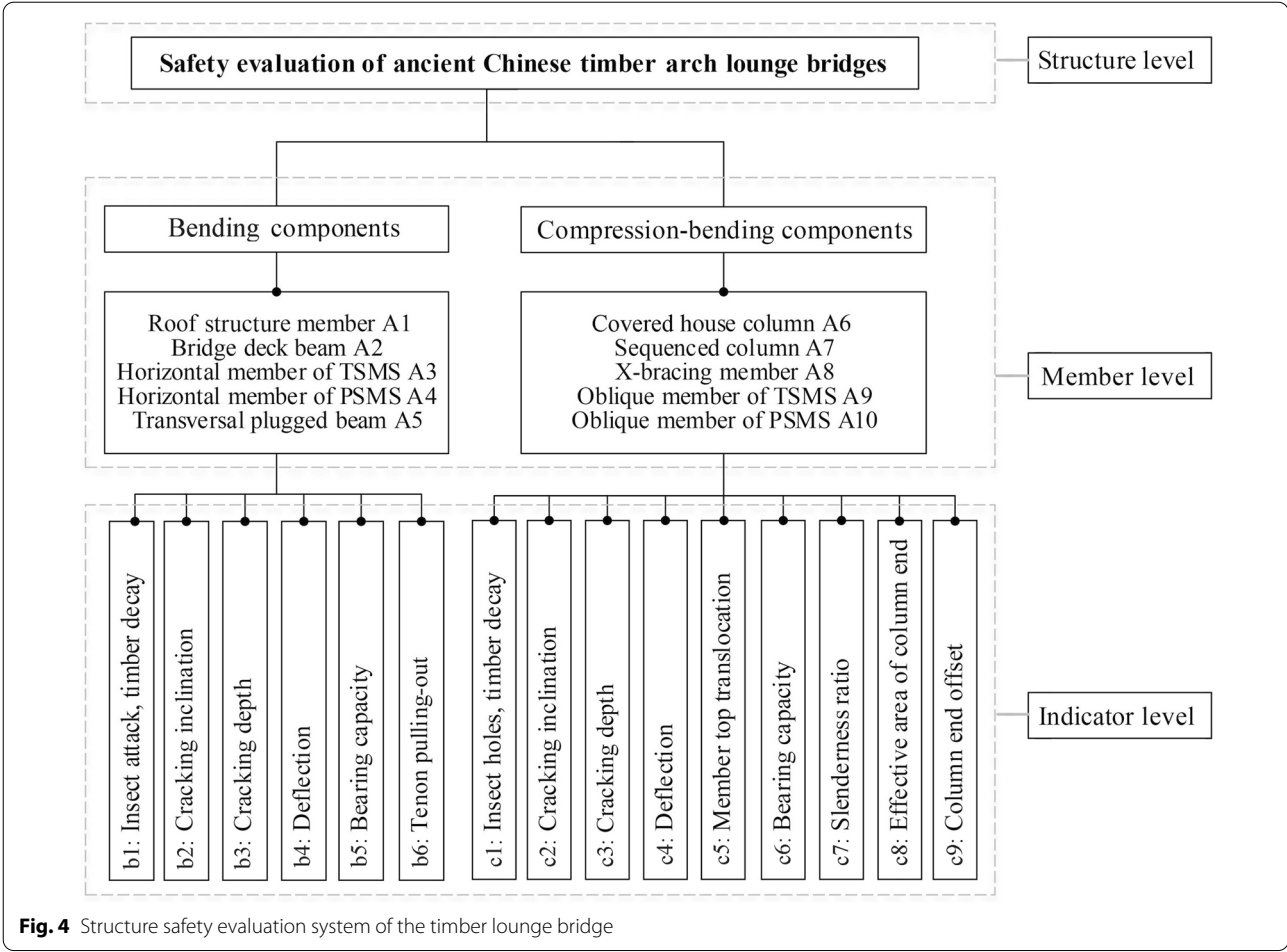 Safety evaluation of ancient Chinese timber arch lounge bridges
Structure level
Bending components
Compression-bending components
Roof structure member A1
Bridge deck beam A2
Horizontal member of TSMS A3
Horizontal member of PSMS A4
Transversal plugged beam A5
Covered house column A6
Sequenced column A7
X-bracing member A8
Oblique member of TSMS A9
Oblique member of PSMS A10
Member level
b1: Insect attack, timber decay
b2: Cracking inclination
b3: Cracking depth
b4: Deflection
b5: Bearing capacity
b6: Tenon pulling-out
c1: Insect holes, timber decay
c2: Cracking inclination
c3: Cracking depth
c4: Deflection
c5: Member top translocation
c6: Bearing capacity
c7: Slenderness ratio
c8: Effective area of column end
c9: Column end offset
Indicator level
Fig. 4 Structure safety evaluation system of the timber lounge bridge